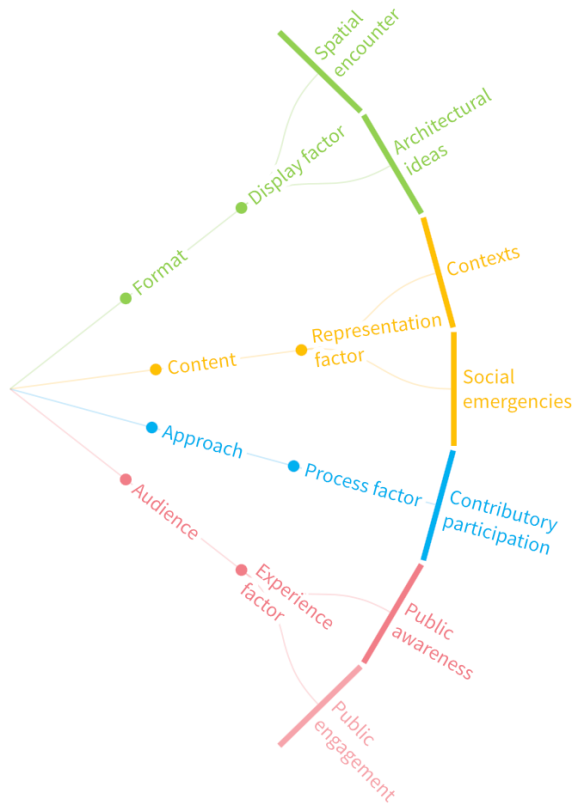 Spatial
encounter
Architectural
ideas
Display factor
Format
Contexts
Representation
factor
Content
Social
emergencies
Approach
Process factor
Contributory
participation
Audience
Experience
factor
Public
awareness
Public
engagement